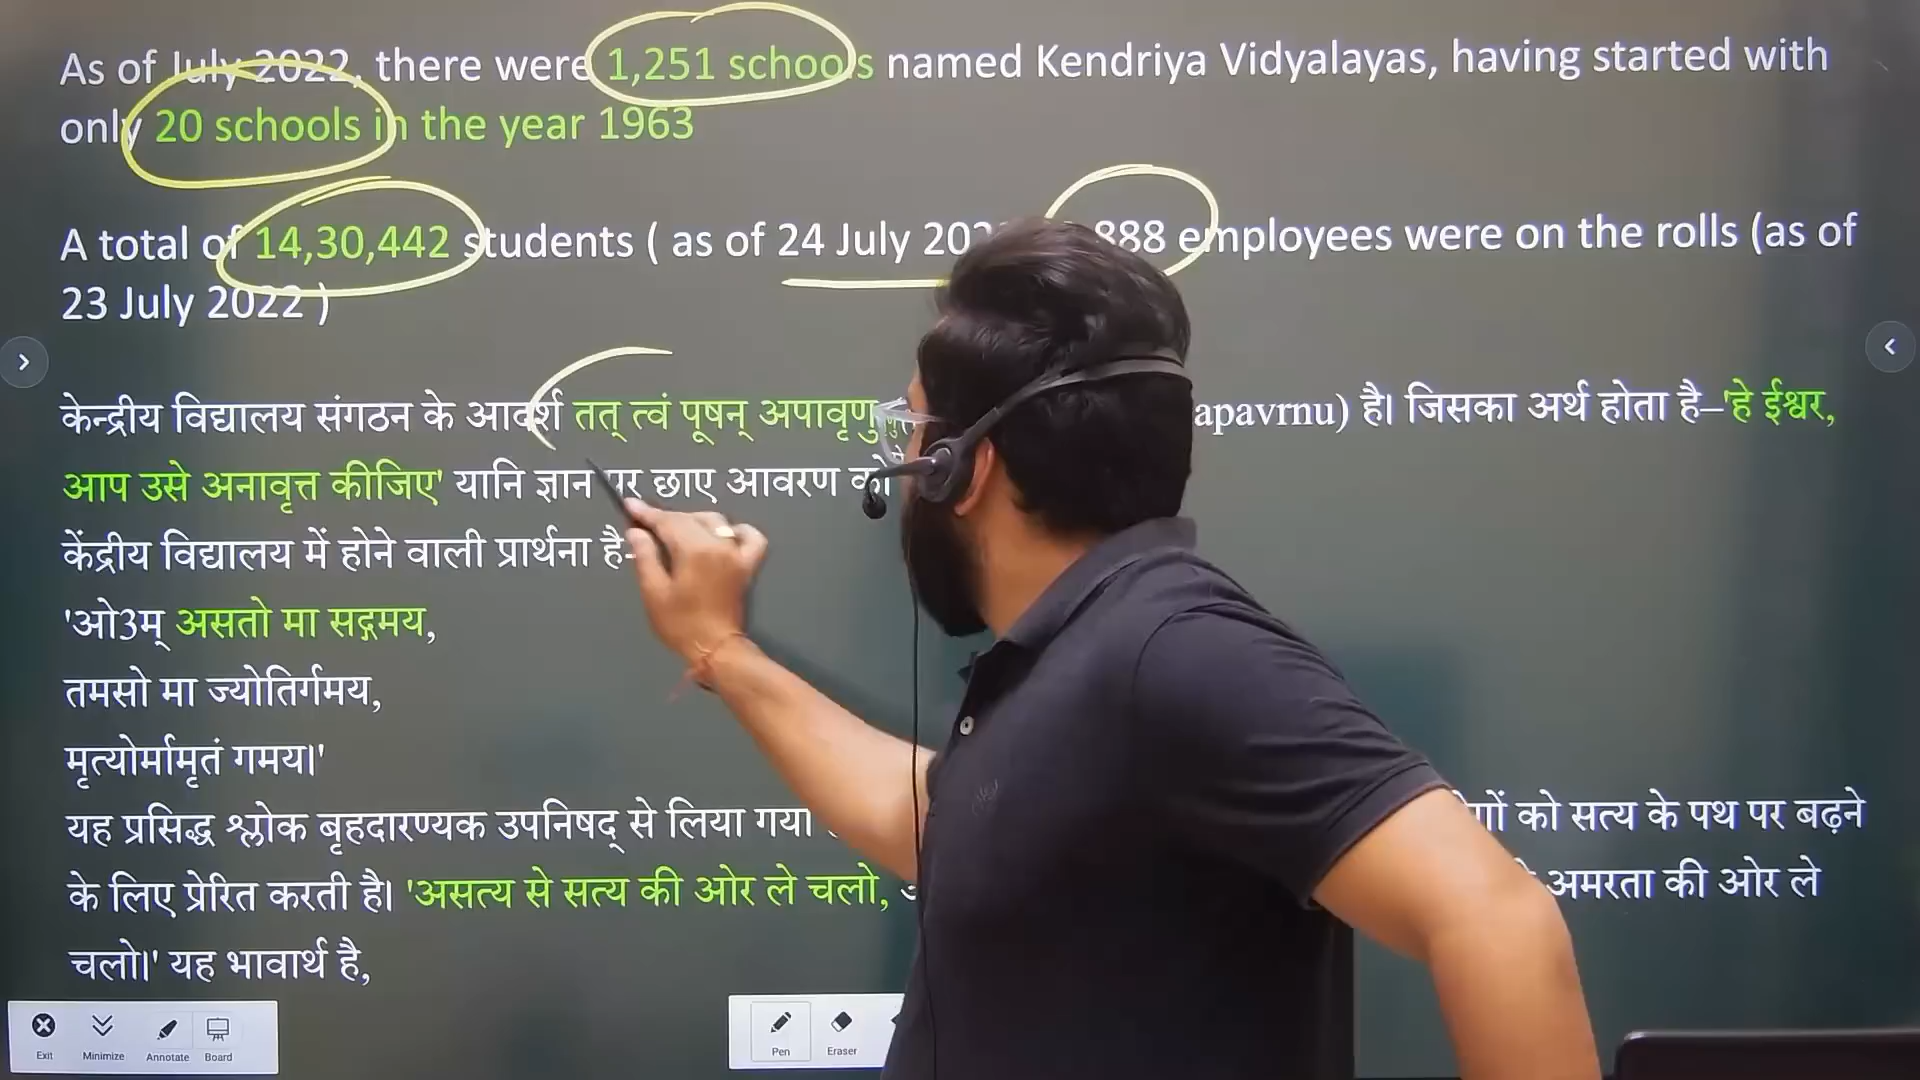 As of July 2022, there were 1,251 schools named Kendriya Vidyalayas, having started with
only 20 schools in the year 1963
A total of 14,30,442 students ( as of 24 July 888 employees were on the rolls (as of
23 July 2022 )
केन्द्रीय विद्यालय संगठन के आदर्श तत् त्वं पूषन् अपावृणु apavrnu) है। जिसका अर्थ होता है–'हे ईश्वर,
आप उसे अनावृत्त कीजिए' यानि ज्ञान पर छाए आवरण को
केंद्रीय विद्यालय में होने वाली प्रार्थना है-
'ओ3म् असतो मा सद्गमय,
तमसो मा ज्योतिर्गमय,
मृत्योर्मामृतं गमय।'
यह प्रसिद्ध श्लोक बृहदारण्यक उपनिषद् से लिया गया को सत्य के पथ पर बढ़ने
के लिए प्रेरित करती है। 'असत्य से सत्य की ओर ले चलो, अमरता की ओर ले
चलो।' यह भावार्थ है,
Exit Minimize Annotate Board Pen Eraser